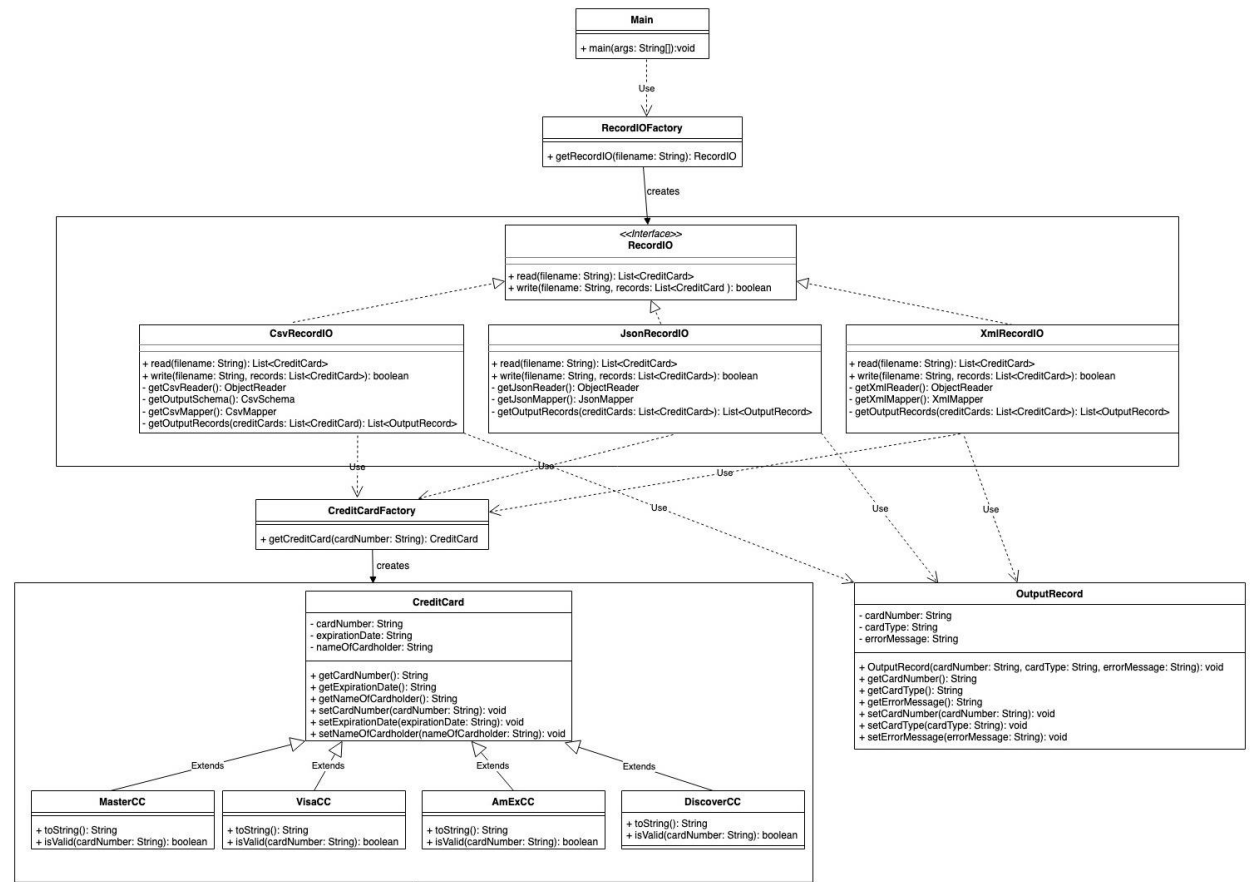 Main
+ main(args: String[]):void
Use
RecordIOFactory
+ getRecordIO(filename: String): RecordIO
creates
<<Interface>>
RecordIO
+ read(filename: String): List<CreditCard>
+ write(filename: String, records: List<CreditCard ): boolean
CsvRecordIO
+ read(filename: String): List<CreditCard>
+ write(filename: String, records: List<CreditCard>): boolean
- getCsvReader(): ObjectReader
- getOutputSchema(): CsvSchema
- getCsvMapper(): CsvMapper
- getOutputRecords(creditCards: List<CreditCard): List<OutputRecord>
JsonRecordIO
+ read(filename: String): List<CreditCard>
+ write(filename: String, records: List<CreditCard>): boolean
- getJsonReader(): ObjectReader
- getJsonMapper(): JsonMapper
- getOutputRecords(creditCards: List<CreditCard>): List<OutputRecord>
XmlRecordIO
+ read(filename: String): List<CreditCard>
+ write(filename: String, records: List<CreditCard>): boolean
- getXmlReader(): ObjectReader
- getXmlMapper(): XmlMapper
- getOutputRecords(creditCards: List<CreditCard>): List<OutputRecord>
Use
Use
Use
Use
Use
Use
CreditCardFactory
+ getCreditCard(cardNumber: String): CreditCard
creates
CreditCard
- cardNumber: String
- expirationDate: String
- nameOfCardholder: String
+ getCardNumber(): String
+ getExpirationDate(): String
+ getNameOfCardholder(): String
+ setCardNumber(cardNumber: String): void
+ setExpirationDate(expirationDate: String): void
+ setNameOfCardholder(nameOfCardholder: String): void
OutputRecord
- cardNumber: String
- cardType: String
- errorMessage: String
+ OutputRecord(cardNumber: String, cardType: String, errorMessage: String): void
+ getCardNumber(): String
+ getCardType(): String
+ getErrorMessage(): String
+ setCardNumber(cardNumber: String): void
+ setCardType(cardType: String): void
+ setErrorMessage(errorMessage: String): void
Extends
Extends
Extends
Extends
MasterCC
+ toString(): String
+ isValid(cardNumber: String): boolean
VisaCC
+ toString(): String
+ isValid(cardNumber: String): boolean
AmExCC
+ toString(): String
+ isValid(cardNumber: String): boolean
DiscoverCC
+ toString(): String
+ isValid(cardNumber: String): boolean